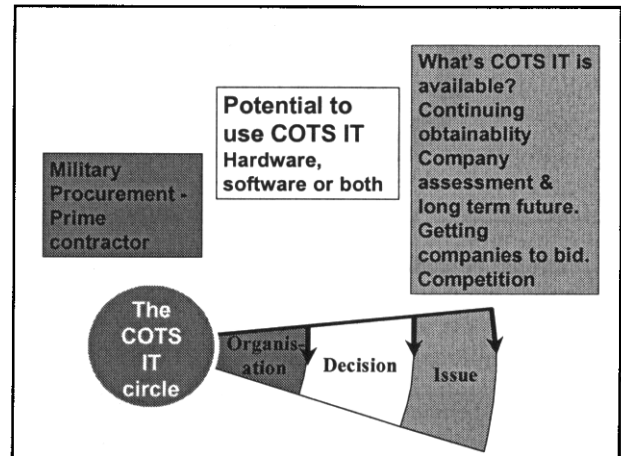 Military
Procurement -
Prime
contractor
Potential to
use COTS IT
Hardware,
software or both
What's COTS IT is
available?
Continuing
obtainablity
Company
assessment &
long term future.
Getting
companies to bid.
Competition
The
COTS
IT
circle
Organis-
ation
Decision
Issue